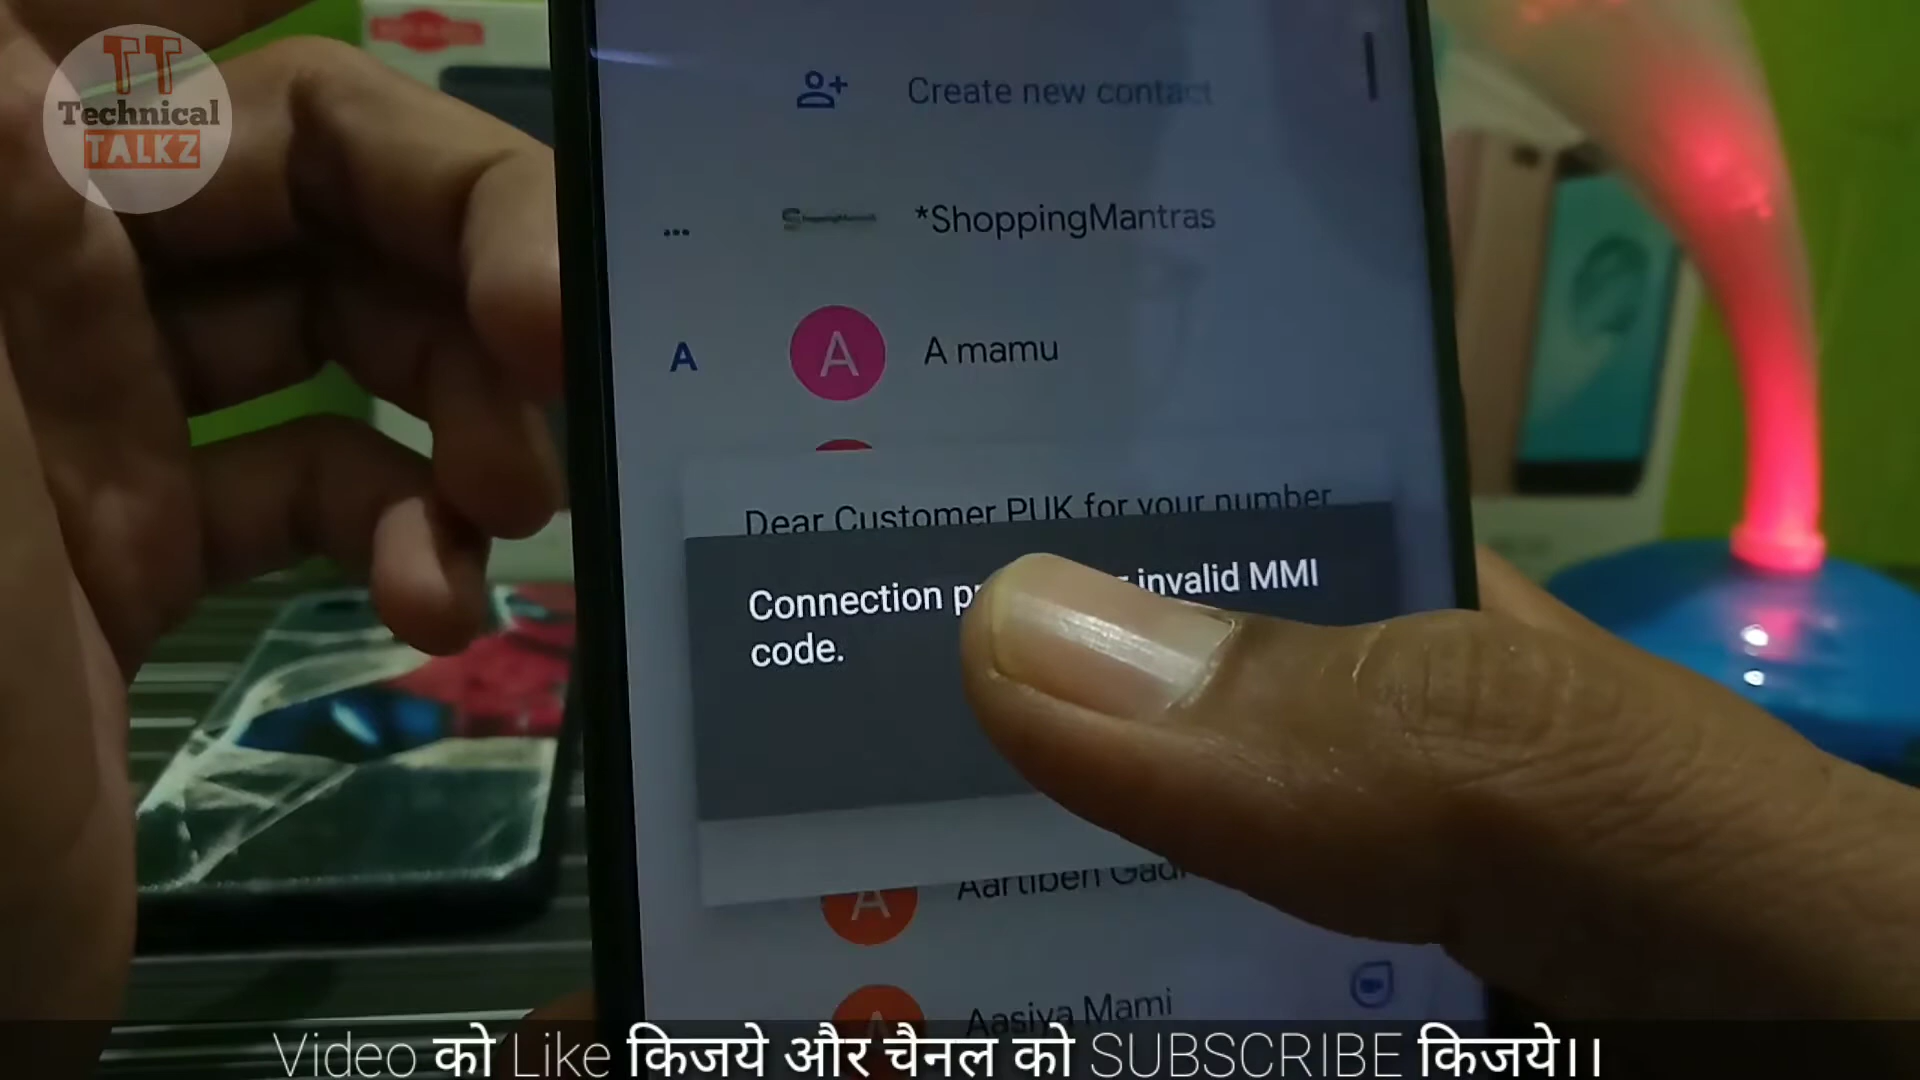 TT
Technical
TALKZ
Create new contact
*ShoppingMantras
...
A
A
A mamu
Dear Customer PUK for your number
Connection invalid MMI
code.
A
Aartiben
A
Aasiya Mami
Video को Like किजये और चैनल को SUBSCRIBE किजये।।